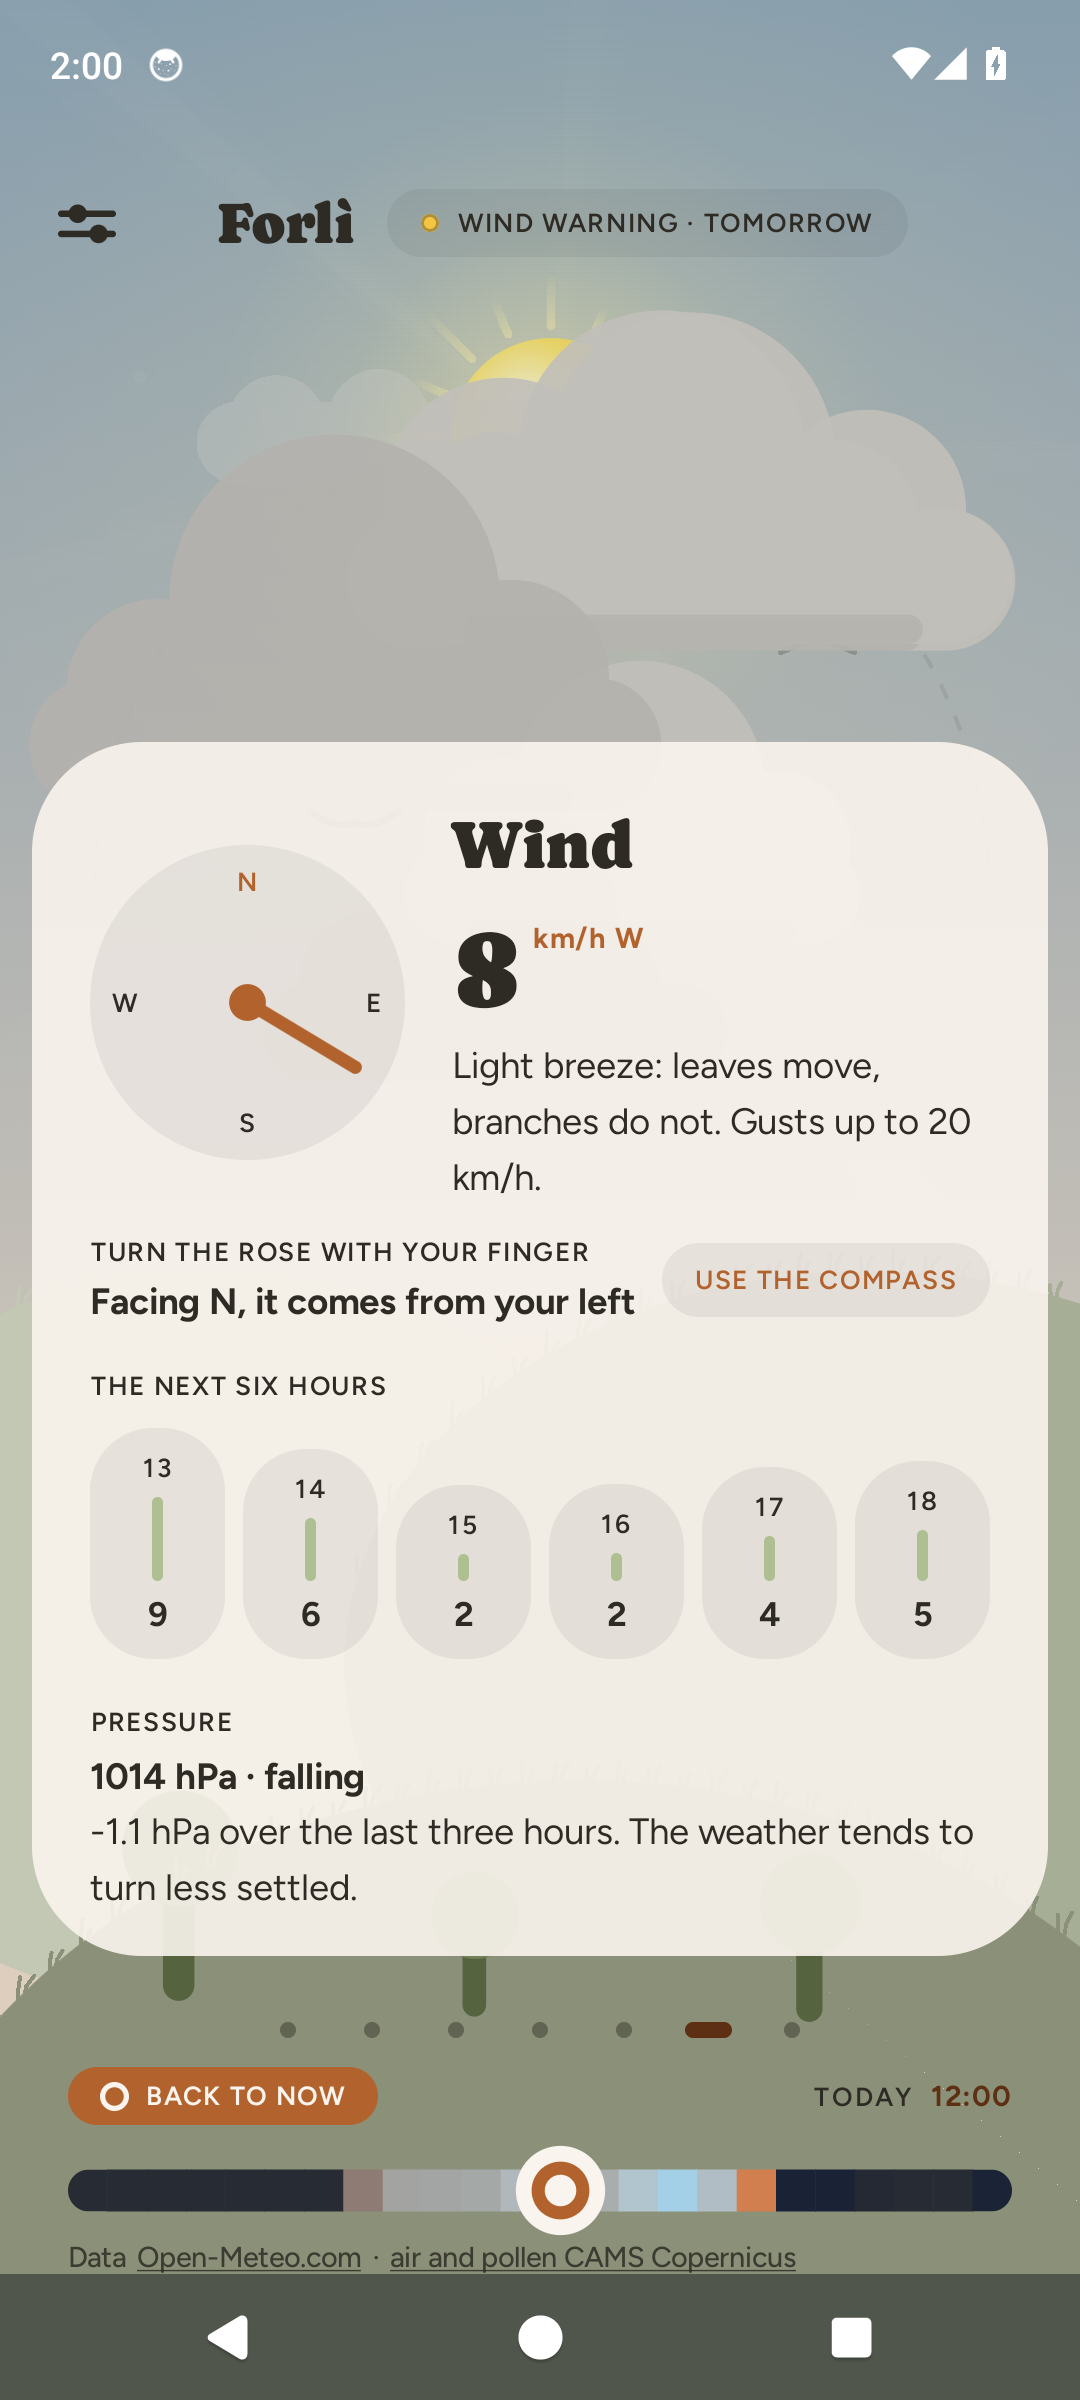 2:00
Forlì
WIND WARNING · TOMORROW
Wind
8 km/h W
Light breeze: leaves move,
branches do not. Gusts up to 20
km/h.
N
W
E
S
TURN THE ROSE WITH YOUR FINGER
Facing N, it comes from your left
USE THE COMPASS
THE NEXT SIX HOURS
13 14 15 16 17 18
9 6 2 2 4 5
PRESSURE
1014 hPa · falling
-1.1 hPa over the last three hours. The weather tends to
turn less settled.
BACK TO NOW
TODAY 12:00
Data Open-Meteo.com · air and pollen CAMS Copernicus